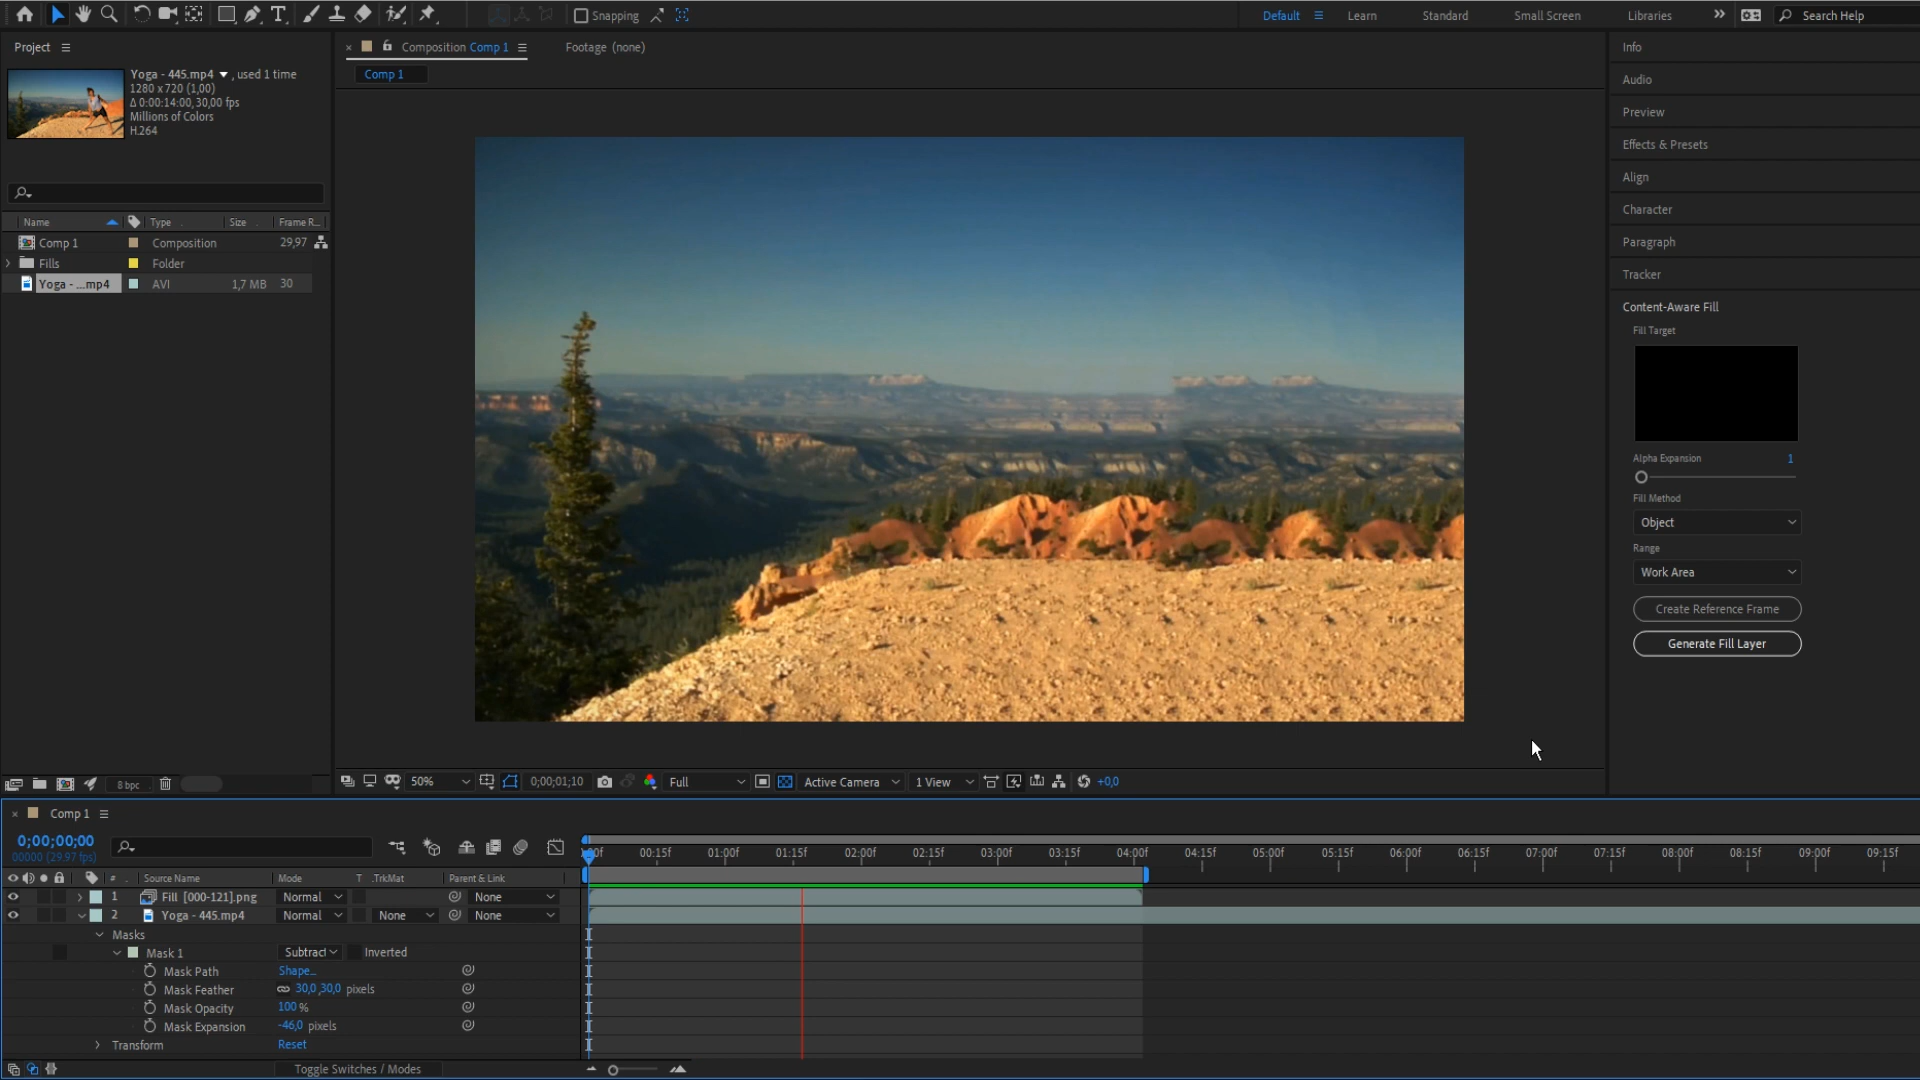 Snapping
Default
Learn
Standard
Small Screen
Libraries
Search Help
Project
Composition Comp 1
Footage (none)
Info
Comp 1
Yoga - 445.mp4 , used 1 time
1280 x 720 (1,00)
Δ 0:00:14:00, 30,00 fps
Millions of Colors
H.264
Audio
Preview
Effects & Presets
Align
Character
Paragraph
Tracker
Name Type Size Frame R...
Comp 1 Composition 29,97
Fills Folder
Yoga - ...mp4 AVI 1,7 MB 30
Content-Aware Fill
Fill Target
Alpha Expansion 1
Fill Method
Object
Range
Work Area
Create Reference Frame
Generate Fill Layer
8 bpc
50%
0;00;01;10
Full
Active Camera
1 View
+0,0
Comp 1
0;00;00;00
00000 (29.97 fps)
00f 00:15f 01:00f 01:15f 02:00f 02:15f 03:00f 03:15f 04:00f 04:15f 05:00f 05:15f 06:00f 06:15f 07:00f 07:15f 08:00f 08:15f 09:00f 09:15f
# Source Name Mode T .TrkMat Parent & Link
1 Fill [000-121].png Normal None
2 Yoga - 445.mp4 Normal None None
Masks
Mask 1 Subtract Inverted
Mask Path Shape...
Mask Feather 30,0,30,0 pixels
Mask Opacity 100 %
Mask Expansion -46,0 pixels
Transform Reset
Toggle Switches / Modes